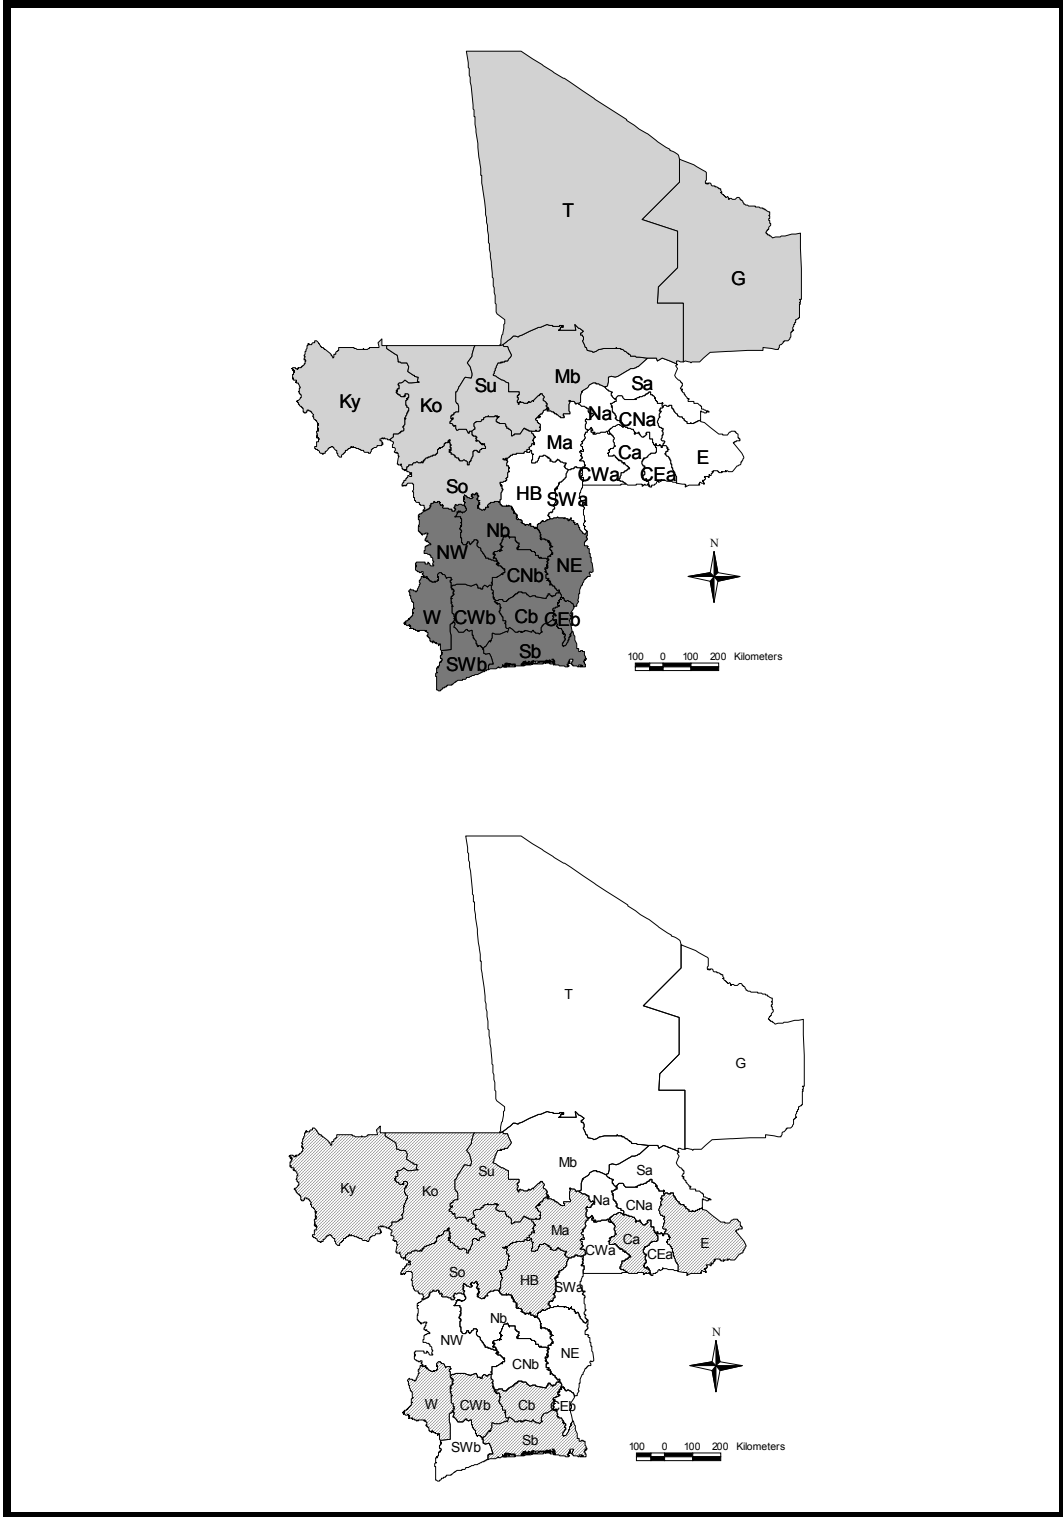 T
G
Mb
Sa
Su
Ky
Ko
Na
CNa
Ma
Ca
E
CWa
CEa
So
HB
SWa
Nb
NW
NE
CNb
N
W
CWb
Cb
CEb
Sb
SWb
100 0 100 200 Kilometers
T
G
Mb
Sa
Su
Ky
Ko
Na
CNa
Ma
Ca
E
CWa
CEa
So
HB
SWa
Nb
NW
NE
CNb
N
W
CWb
Cb
CEb
Sb
SWb
100 0 100 200 Kilometers